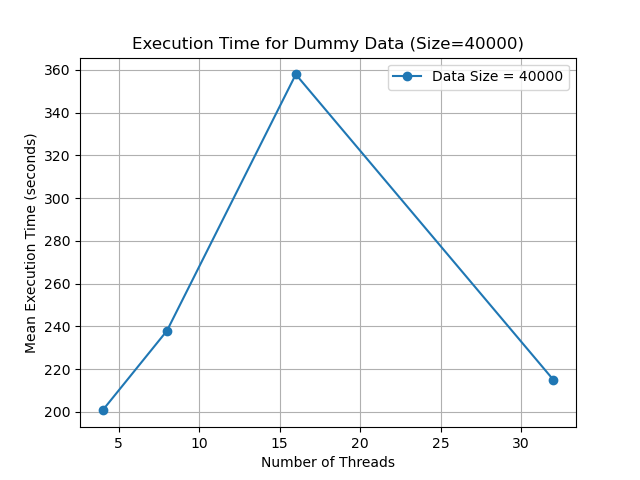 Execution Time for Dummy Data (Size=40000)
Data Size = 40000
Mean Execution Time (seconds)
360
340
320
300
280
260
240
220
200
5 10 15 20 25 30
Number of Threads